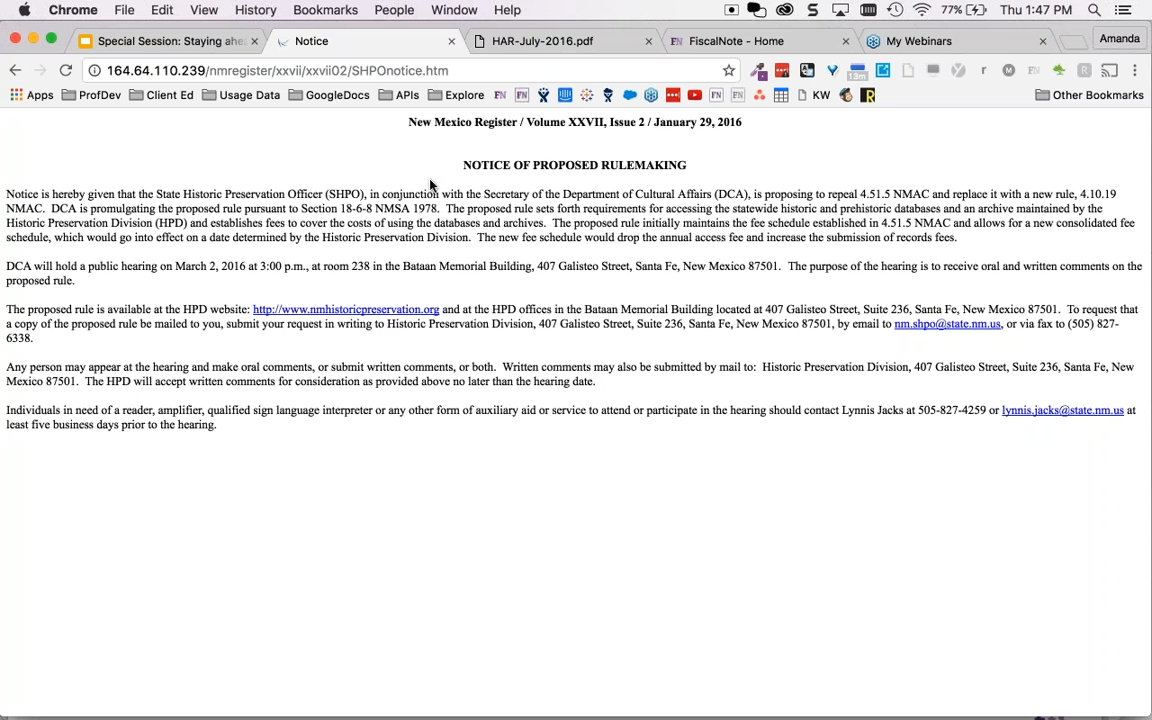 Chrome File Edit View History Bookmarks People Window Help 77% Thu 1:47 PM
Special Session: Staying ahe Notice HAR-July-2016.pdf FN FiscalNote - Home My Webinars Amanda
164.64.110.239/nmregister/xxvii/xxvii02/SHPOnotice.htm 13m
Apps ProfDev Client Ed Usage Data GoogleDocs APIs Explore FN FN FN FN KW Other Bookmarks
New Mexico Register / Volume XXVII, Issue 2 / January 29, 2016
NOTICE OF PROPOSED RULEMAKING
Notice is hereby given that the State Historic Preservation Officer (SHPO), in conjunction with the Secretary of the Department of Cultural Affairs (DCA), is proposing to repeal 4.51.5 NMAC and replace it with a new rule, 4.10.19
NMAC. DCA is promulgating the proposed rule pursuant to Section 18-6-8 NMSA 1978. The proposed rule sets forth requirements for accessing the statewide historic and prehistoric databases and an archive maintained by the
Historic Preservation Division (HPD) and establishes fees to cover the costs of using the databases and archives. The proposed rule initially maintains the fee schedule established in 4.51.5 NMAC and allows for a new consolidated fee
schedule, which would go into effect on a date determined by the Historic Preservation Division. The new fee schedule would drop the annual access fee and increase the submission of records fees.
DCA will hold a public hearing on March 2, 2016 at 3:00 p.m., at room 238 in the Bataan Memorial Building, 407 Galisteo Street, Santa Fe, New Mexico 87501. The purpose of the hearing is to receive oral and written comments on the
proposed rule.
The proposed rule is available at the HPD website: http://www.nmhistoricpreservation.org and at the HPD offices in the Bataan Memorial Building located at 407 Galisteo Street, Suite 236, Santa Fe, New Mexico 87501. To request that
a copy of the proposed rule be mailed to you, submit your request in writing to Historic Preservation Division, 407 Galisteo Street, Suite 236, Santa Fe, New Mexico 87501, by email to nm.shpo@state.nm.us, or via fax to (505) 827-
6338.
Any person may appear at the hearing and make oral comments, or submit written comments, or both. Written comments may also be submitted by mail to: Historic Preservation Division, 407 Galisteo Street, Suite 236, Santa Fe, New
Mexico 87501. The HPD will accept written comments for consideration as provided above no later than the hearing date.
Individuals in need of a reader, amplifier, qualified sign language interpreter or any other form of auxiliary aid or service to attend or participate in the hearing should contact Lynnis Jacks at 505-827-4259 or lynnis.jacks@state.nm.us at
least five business days prior to the hearing.